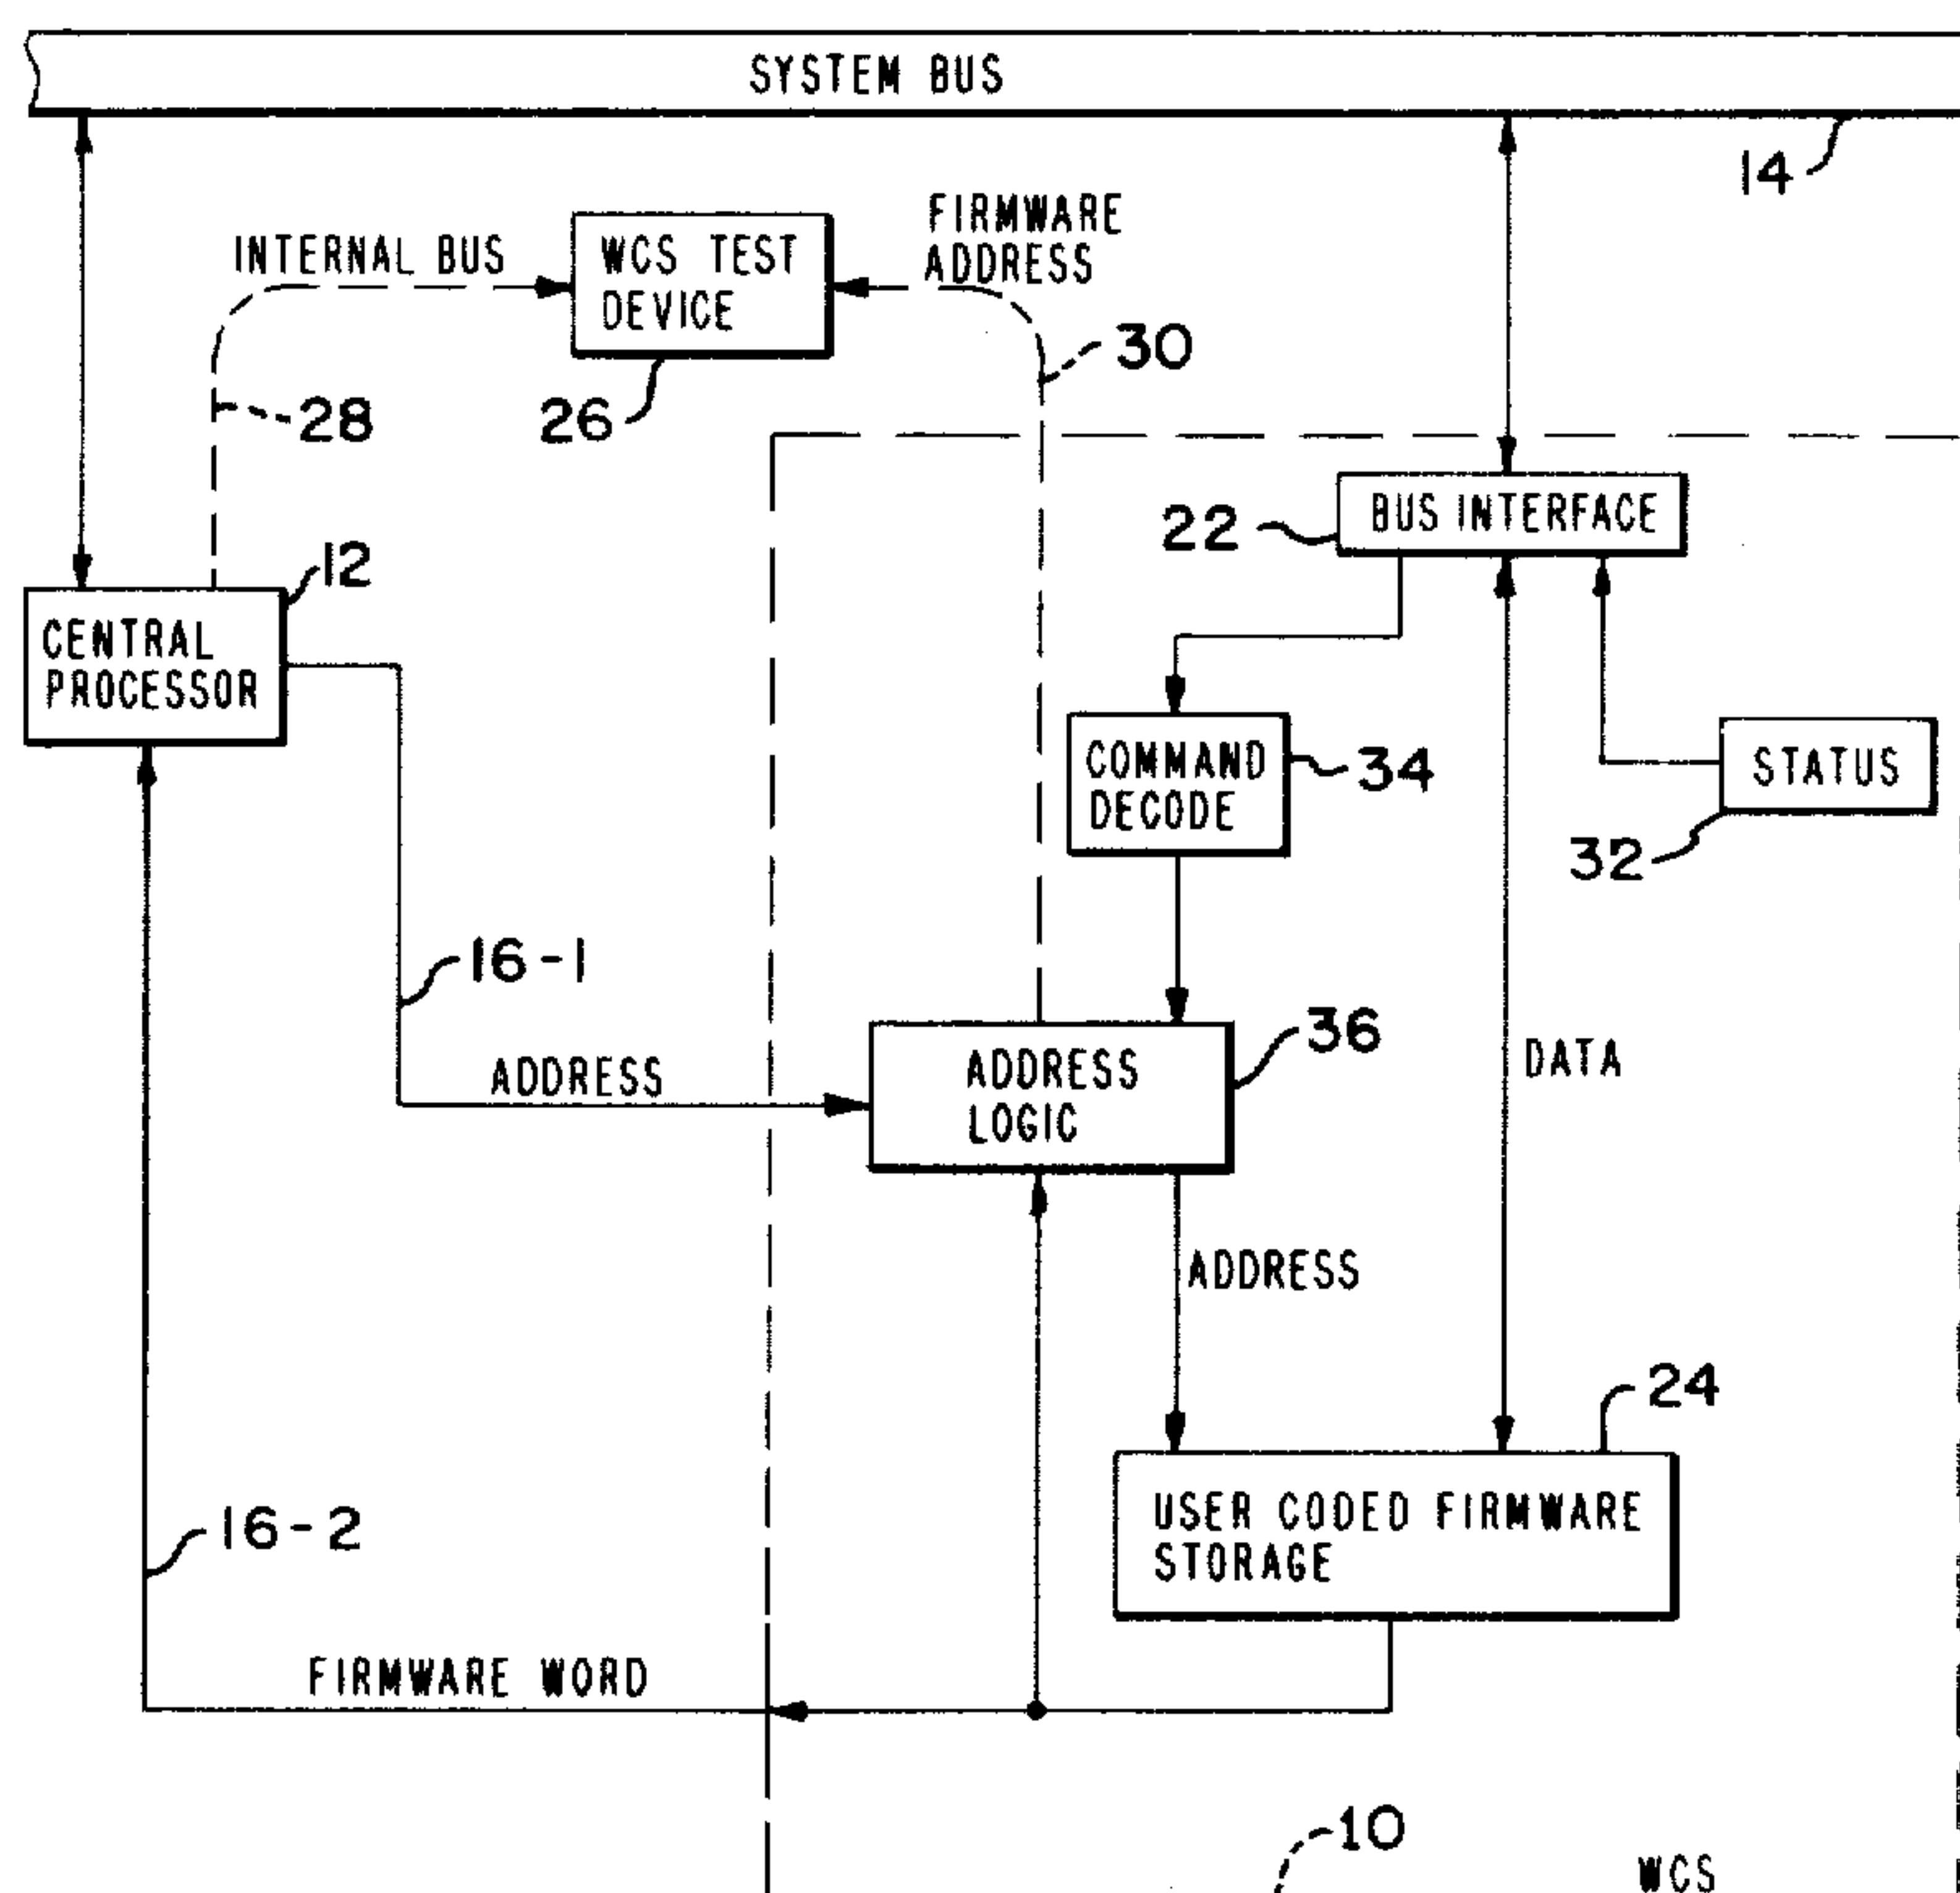 SYSTEM BUS
14
FIRMWARE
ADDRESS
INTERNAL BUS
WCS TEST
DEVICE
30
28
26
BUS INTERFACE
22
12
CENTRAL
PROCESSOR
COMMAND
DECODE
34
STATUS
32
16-1
36
ADDRESS
LOGIC
DATA
ADDRESS
ADDRESS
24
USER CODED FIRMWARE
STORAGE
16-2
FIRMWARE WORD
10
WCS